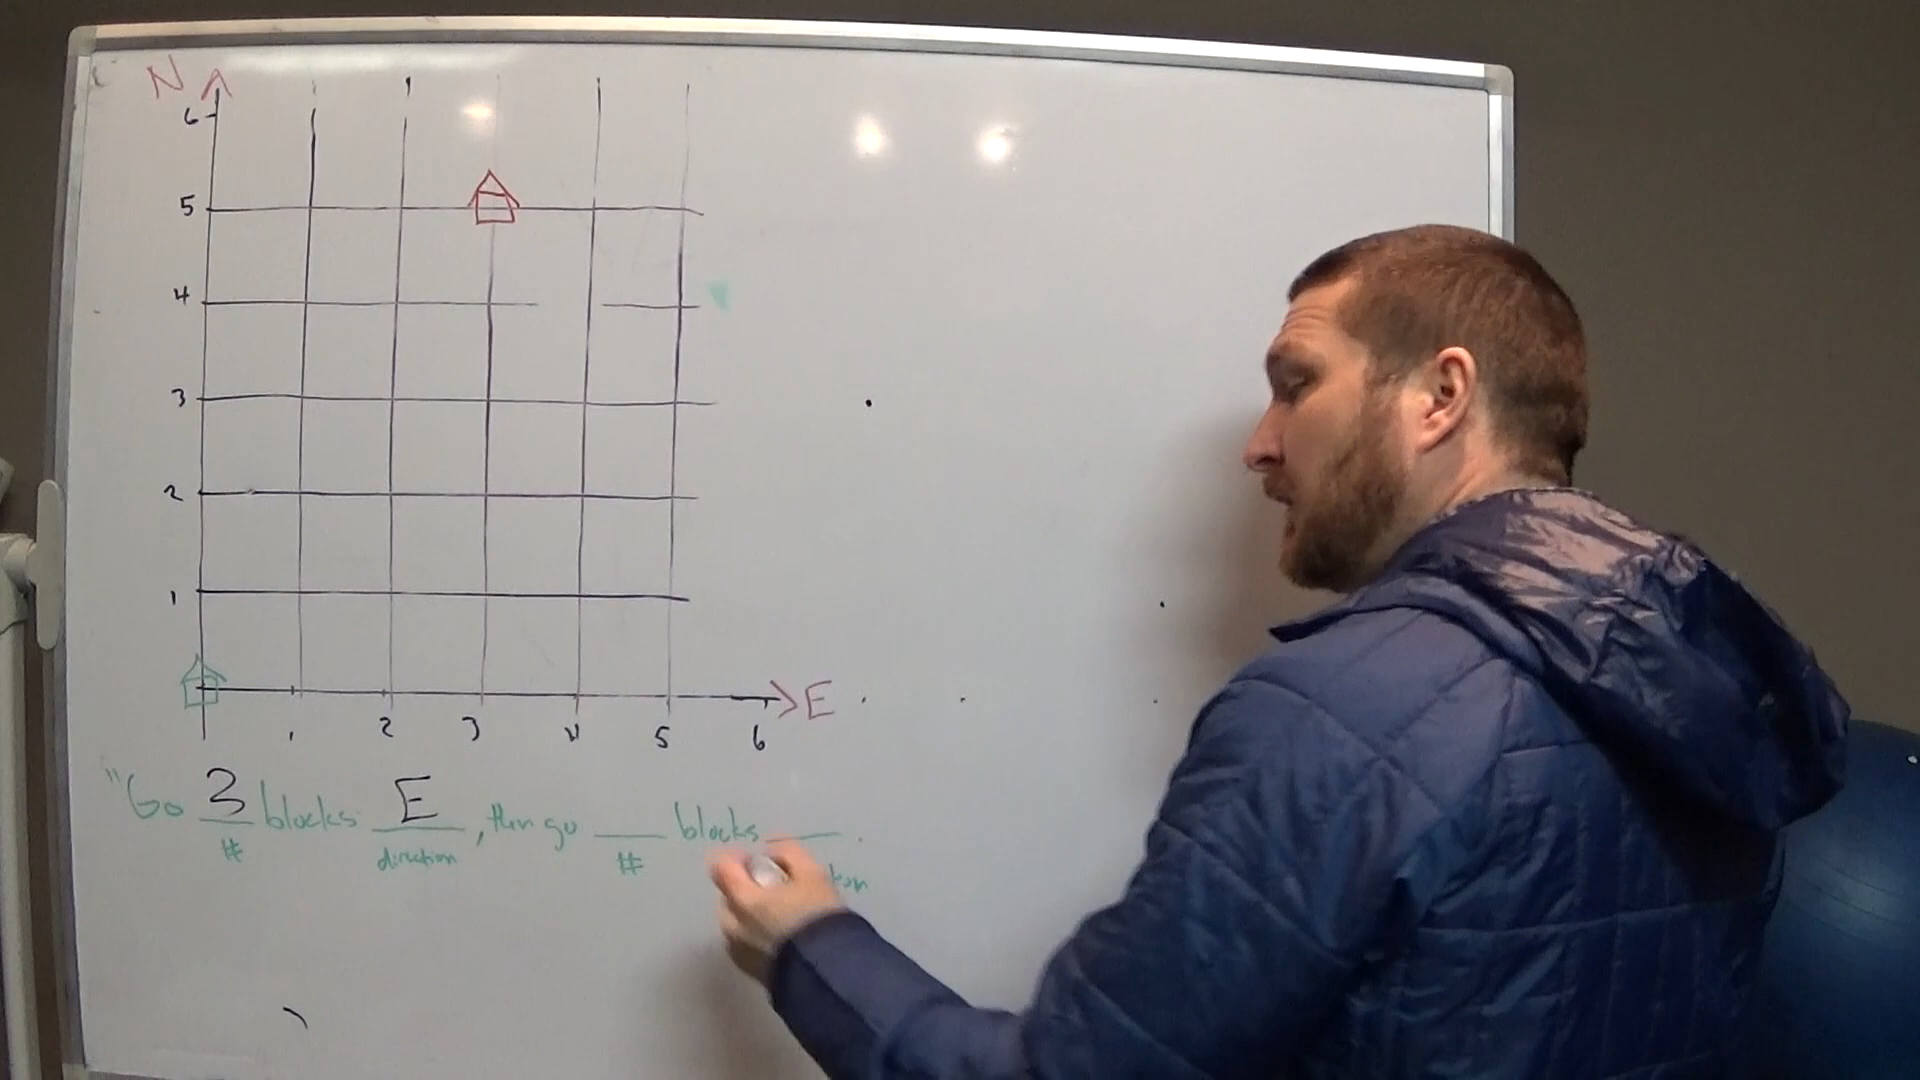 N
6
5
4
3
2
1
E
2 3 4 5 6
"Go 3 blocks E, then go ___ blocks ___.
# direction #